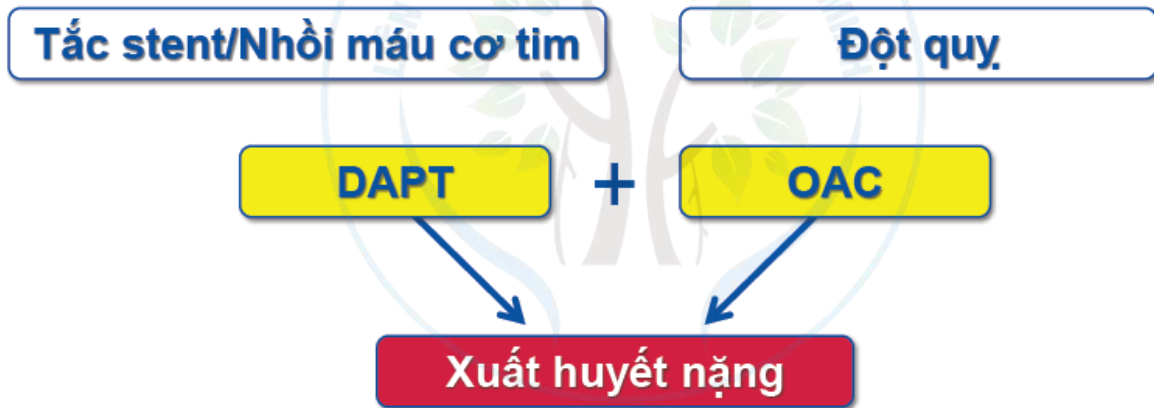 Tắc stent/Nhồi máu cơ tim
Đột quỵ
DAPT
+
OAC
Xuất huyết nặng